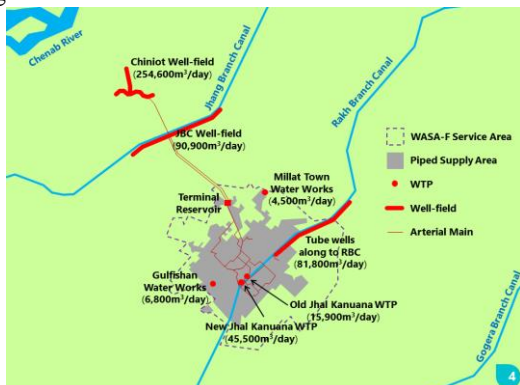 Chenab River
Chiniot Well-field
(254,600m³/day)
Jhang Branch Canal
Rakh Branch Canal
JBC Well-field
(90,900m³/day)
WASA-F Service Area
Piped Supply Area
WTP
Well-field
Arterial Main
Millat Town
Water Works
(4,500m³/day)
Terminal
Reservoir
Tube wells
along to RBC
(81,800m³/day)
Gulfishan
Water Works
(6,800m³/day)
Old Jhal Kanuana WTP
(15,900m³/day)
New Jhal Kanuana WTP
(45,500m³/day)
Gogera Branch Canal
4